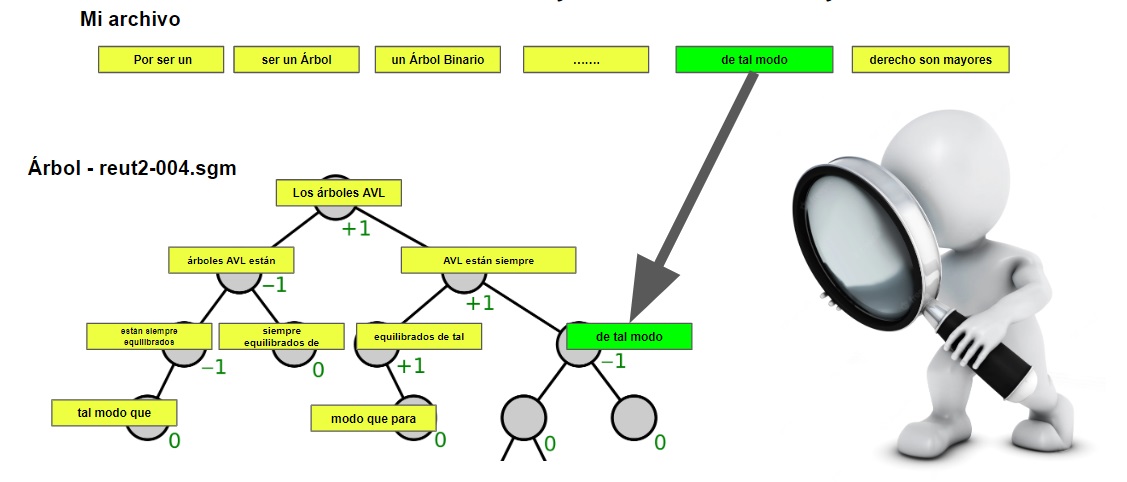 Mi archivo
Por ser un
ser un Árbol
un Árbol Binario
.......
de tal modo
derecho son mayores
Árbol - reut2-004.sgm
Los árboles AVL
+1
árboles AVL están
AVL están siempre
−1
+1
están siempre
equilibrados
siempre
equilibrados de
equilibrados de tal
de tal modo
−1
0
+1
−1
tal modo que
modo que para
0
0
0
0